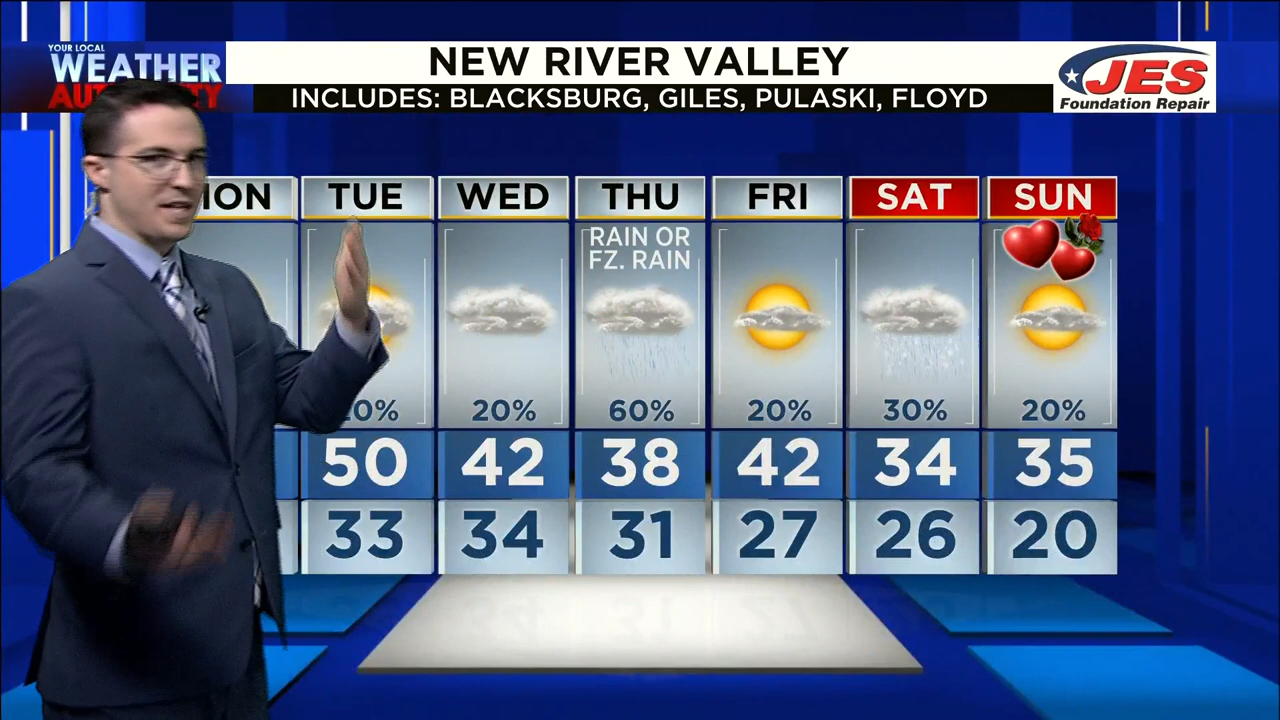 YOUR LOCAL
WEATHER
NEW RIVER VALLEY
INCLUDES: BLACKSBURG, GILES, PULASKI, FLOYD
JES
Foundation Repair
TUE
WED
THU
FRI
SAT
SUN
RAIN OR
FZ. RAIN
20% 60% 20% 30% 20%
50 42 38 42 34 35
33 34 31 27 26 20